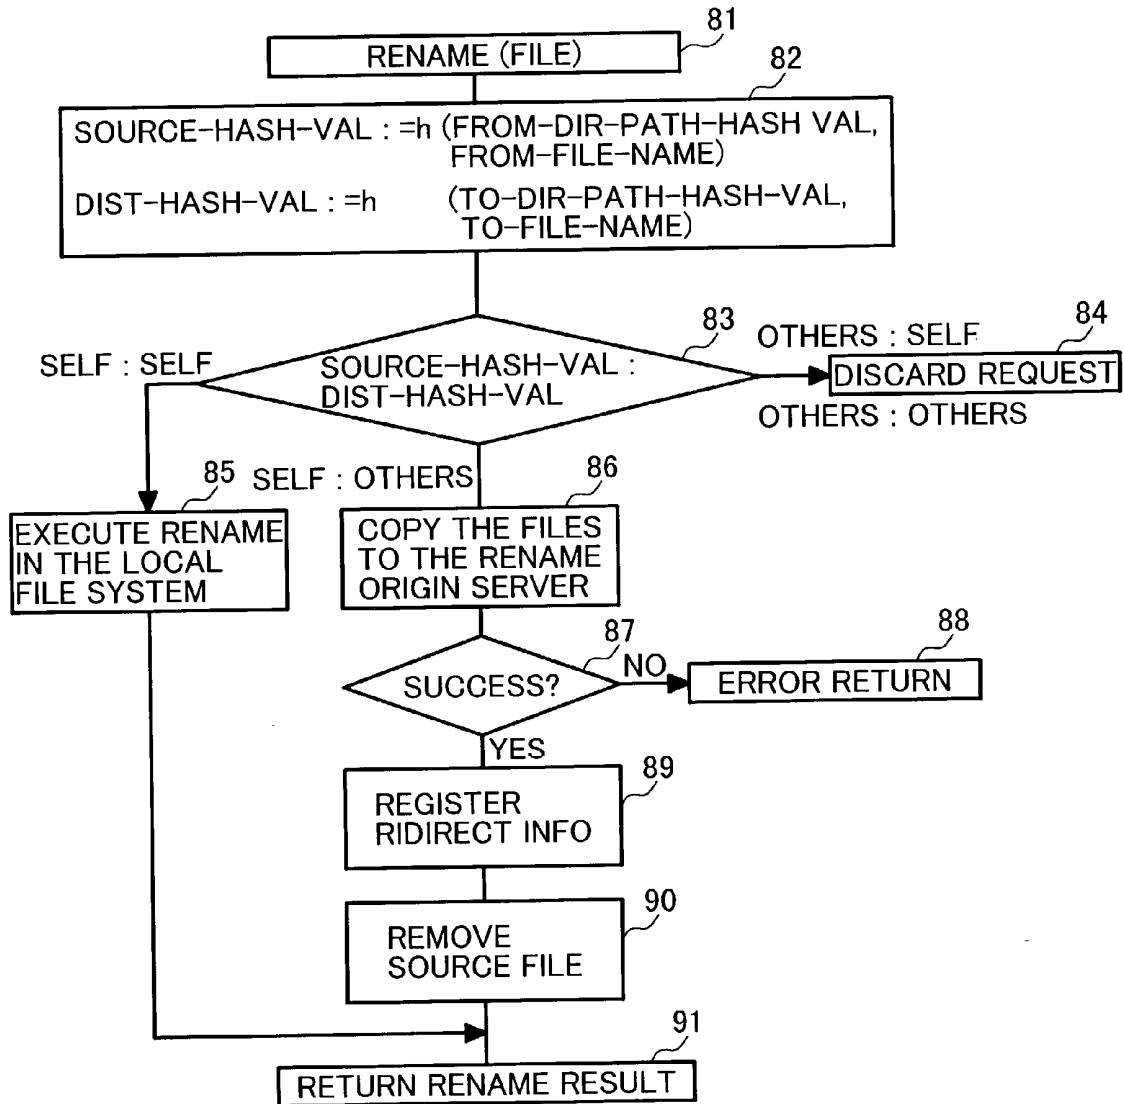 81
RENAME (FILE)
82
SOURCE-HASH-VAL : =h (FROM-DIR-PATH-HASH VAL,
FROM-FILE-NAME)
DIST-HASH-VAL : =h (TO-DIR-PATH-HASH-VAL,
TO-FILE-NAME)
83
SOURCE-HASH-VAL :
DIST-HASH-VAL
SELF : SELF
OTHERS : SELF
84
DISCARD REQUEST
OTHERS : OTHERS
85
EXECUTE RENAME
IN THE LOCAL
FILE SYSTEM
SELF : OTHERS
86
COPY THE FILES
TO THE RENAME
ORIGIN SERVER
87
SUCCESS?
NO
88
ERROR RETURN
YES
89
REGISTER
RIDIRECT INFO
90
REMOVE
SOURCE FILE
91
RETURN RENAME RESULT